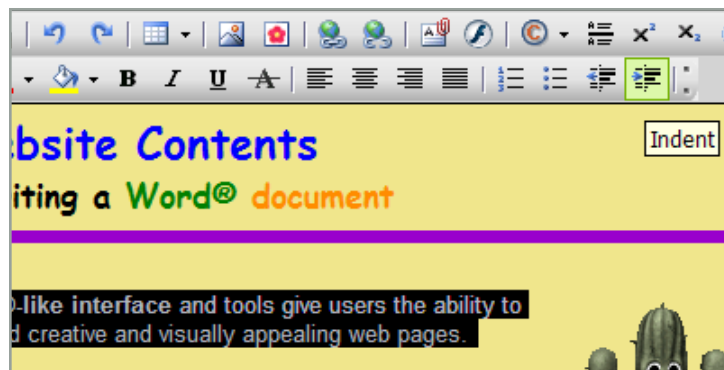 B I U A
Indent
bsite Contents
iting a Word® document
-like interface and tools give users the ability to
d creative and visually appealing web pages.